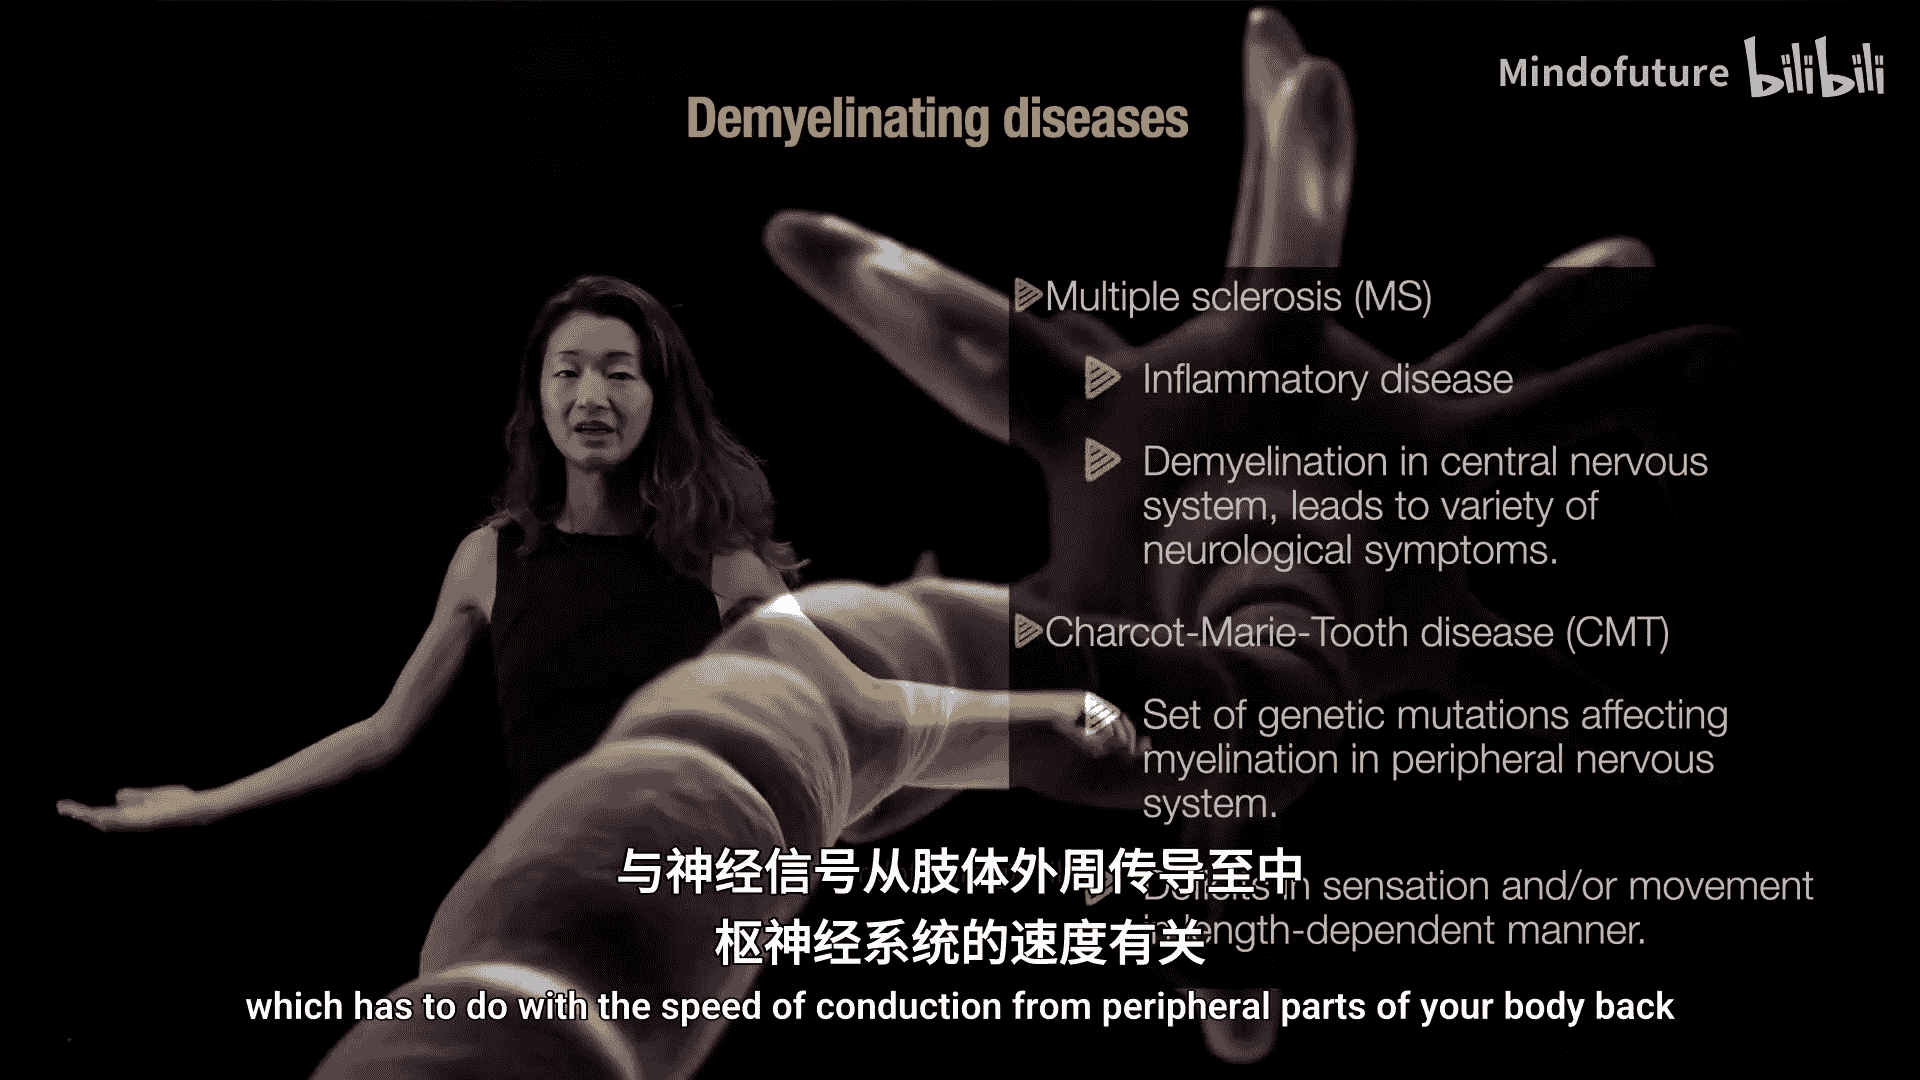 Mindofuture bilibili
Demyelinating diseases
Multiple sclerosis (MS)
Inflammatory disease
Demyelination in central nervous
system, leads to variety of
neurological symptoms.
Charcot-Marie-Tooth disease (CMT)
Set of genetic mutations affecting
myelination in peripheral nervous
system.
Deficits in sensation and/or movement
in length-dependent manner.
与神经信号从肢体外周传导至中
枢神经系统的速度有关
which has to do with the speed of conduction from peripheral parts of your body back